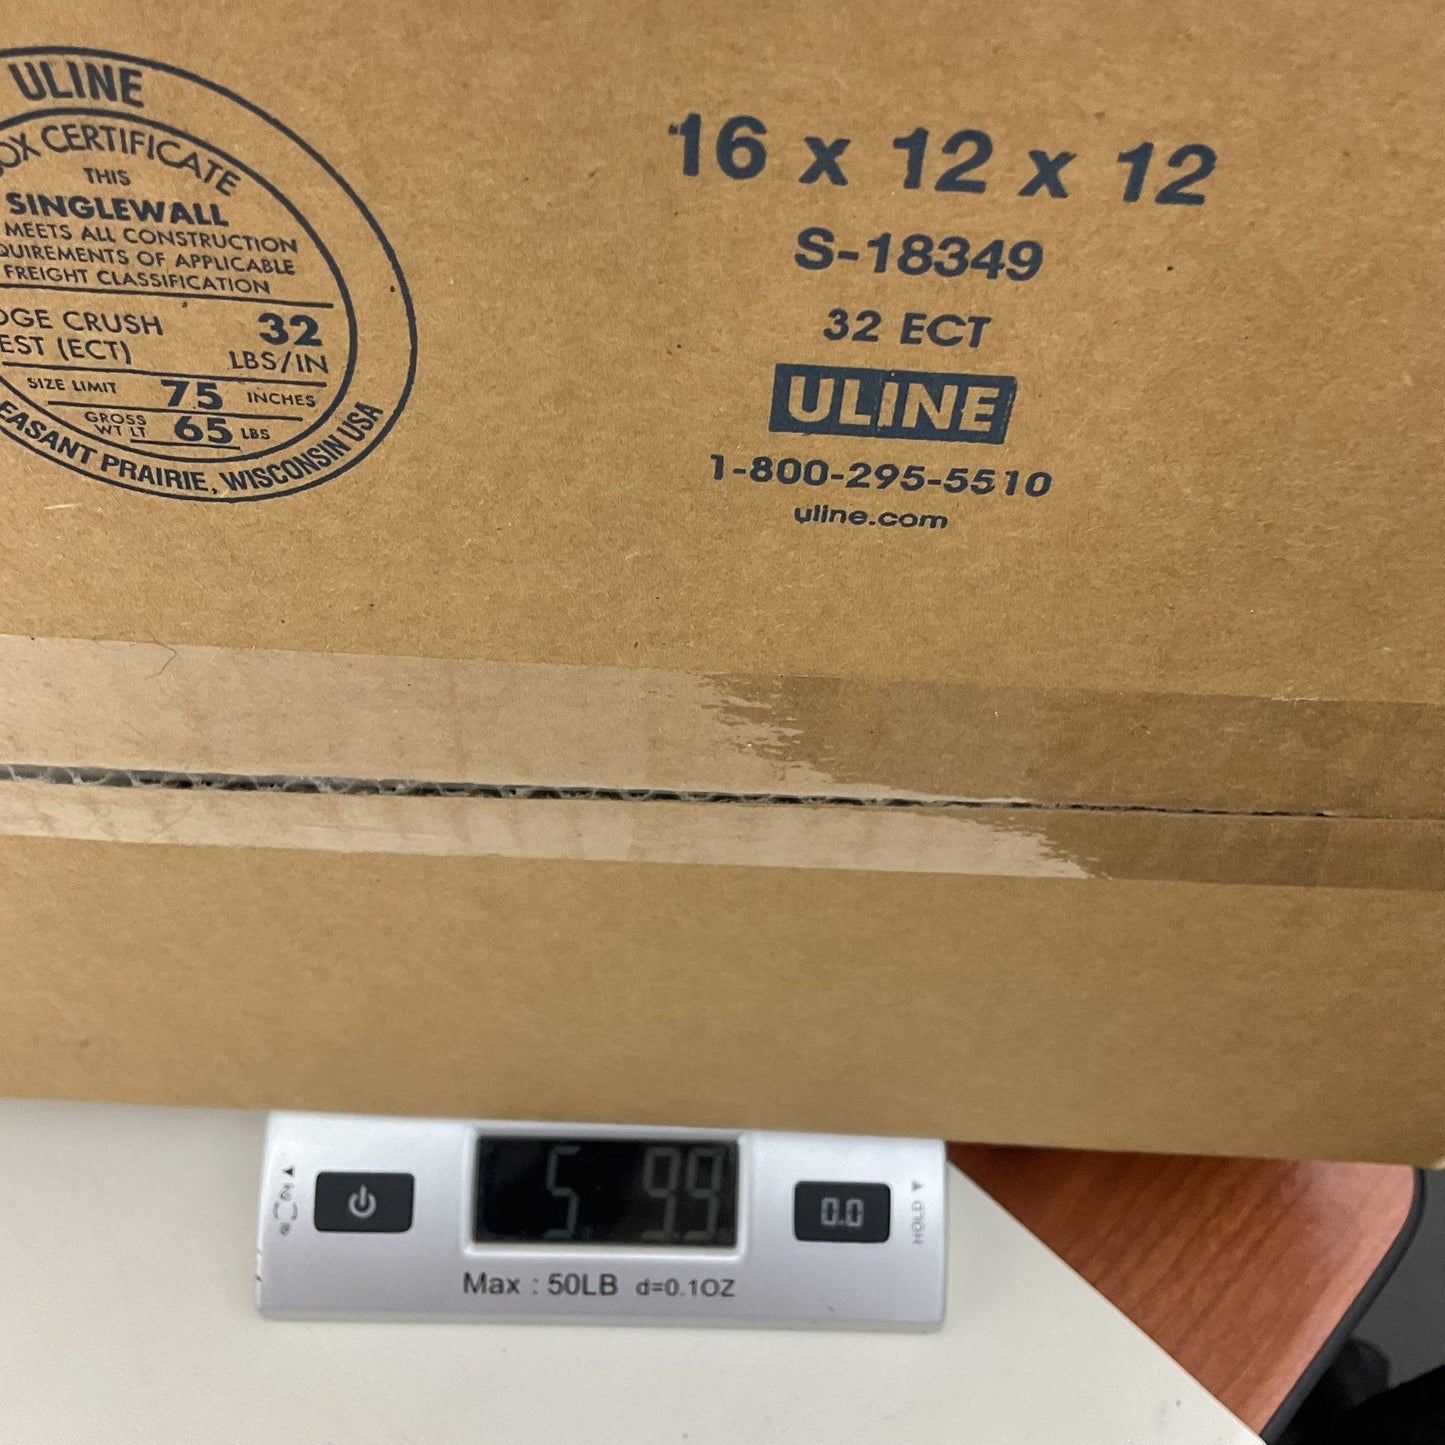 ULINE
OX CERTIFICATE
THIS
SINGLEWALL
MEETS ALL CONSTRUCTION
QUIREMENTS OF APPLICABLE
FREIGHT CLASSIFICATION
DGE CRUSH
EST (ECT)
32
LBS/IN
SIZE LIMIT 75 INCHES
GROSS
WT LT 65 LBS
EASANT PRAIRIE, WISCONSIN USA
16 x 12 x 12
S-18349
32 ECT
ULINE
1-800-295-5510
uline.com
kg lb
5 9.9
0.0
HOLD
Max : 50LB d=0.1OZ